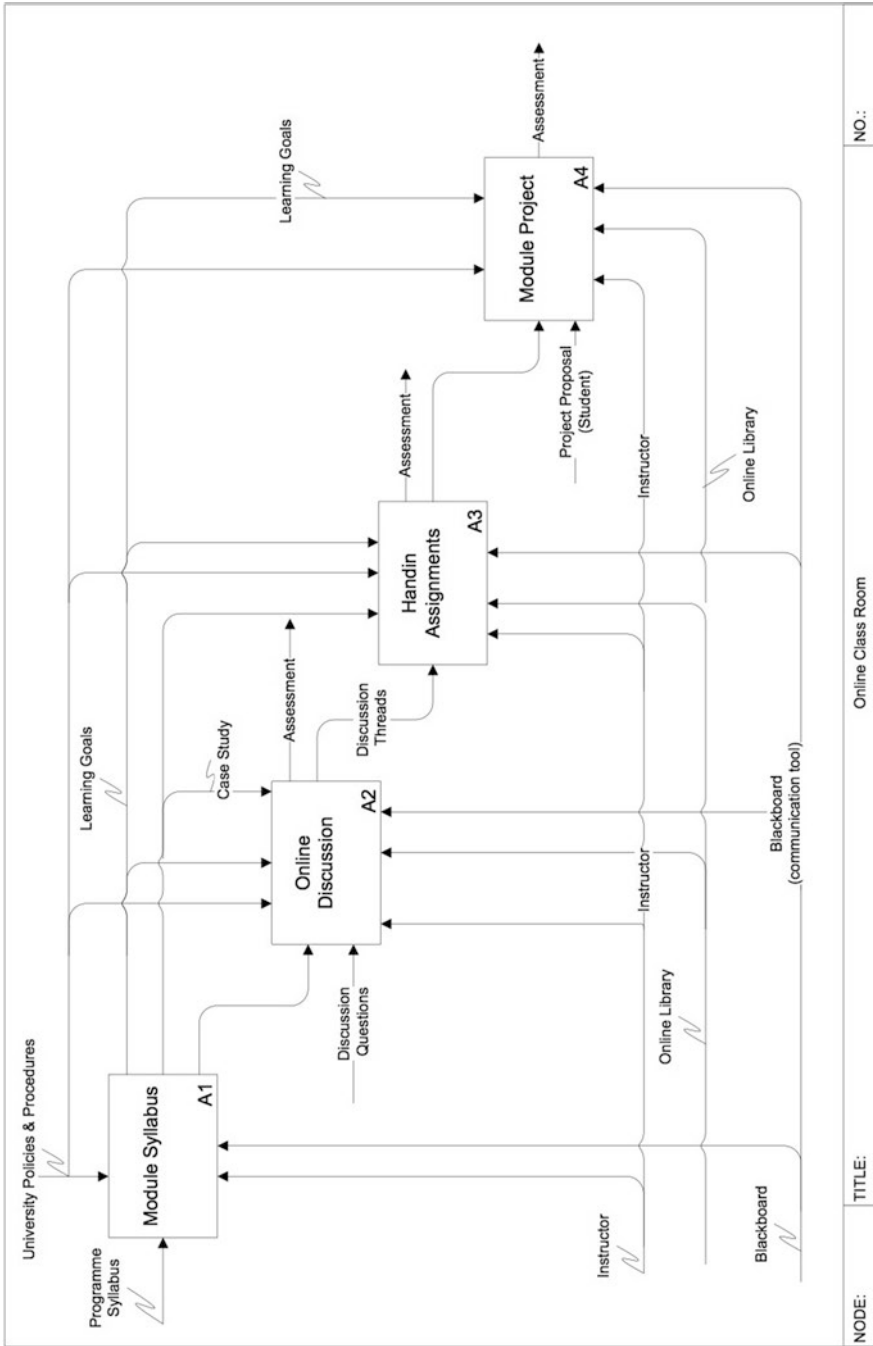 University Policies & Procedures
Programme
Syllabus
Module Syllabus
A1
Learning Goals
Learning Goals
Case Study
Discussion
Questions
Online
Discussion
A2
Assessment
Discussion
Threads
Handin
Assignments
A3
Assessment
Project Proposal
(Student)
Module Project
A4
Assessment
Instructor
Instructor
Instructor
Online Library
Online Library
Blackboard
Blackboard
(communication tool)
NODE:
TITLE:
Online Class Room
NO.: